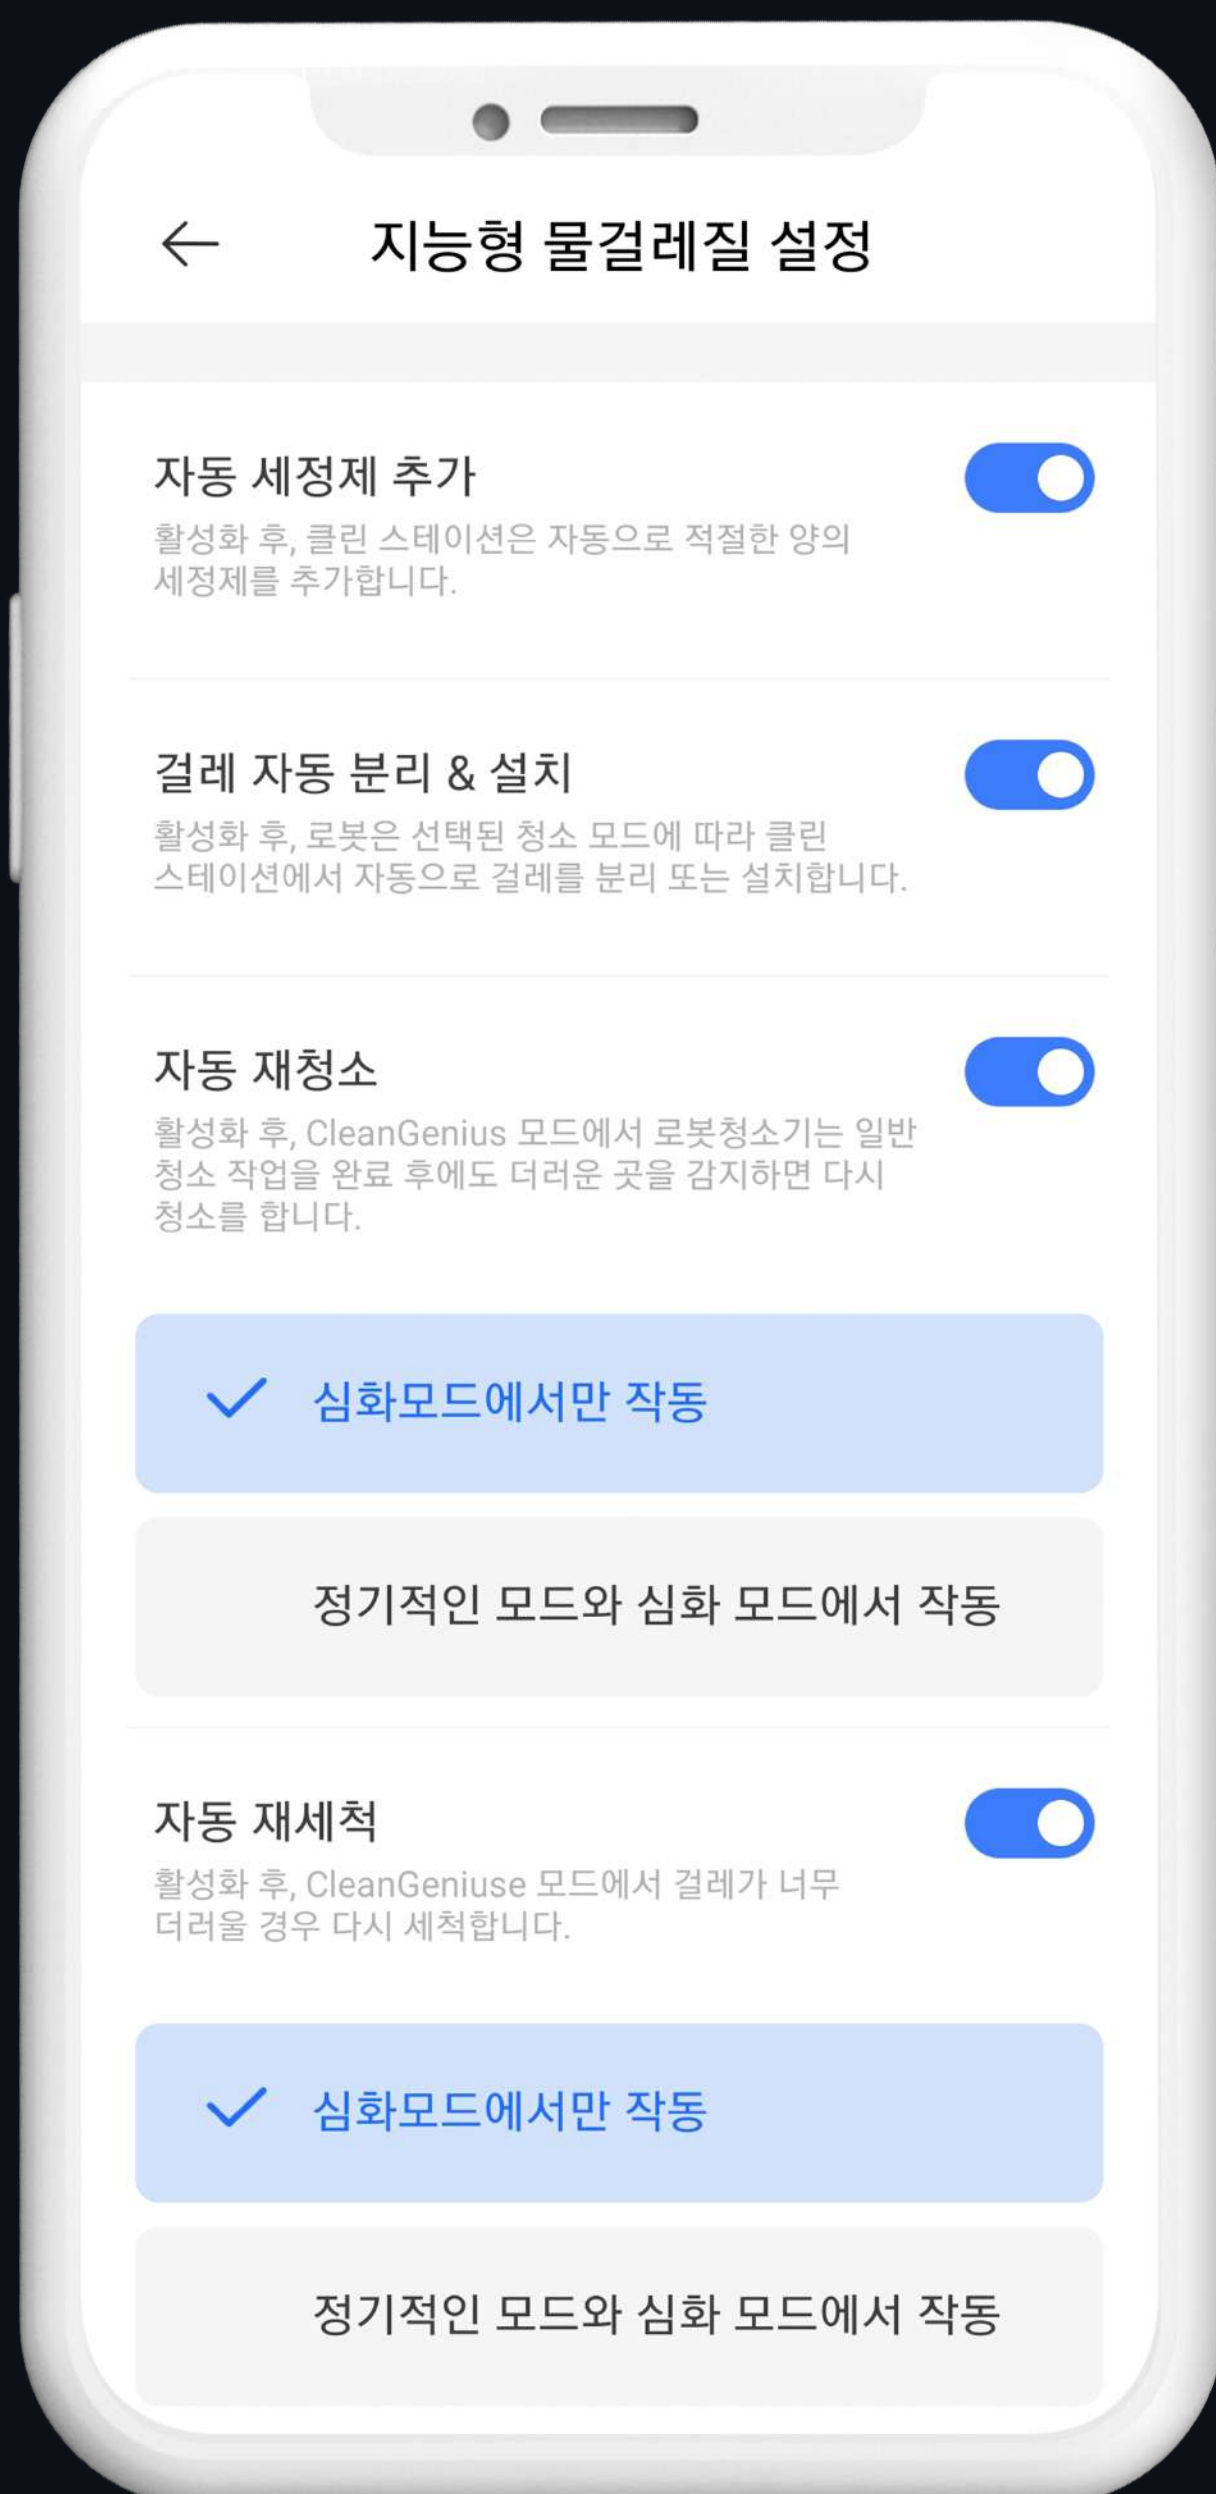 지능형 물걸레질 설정
자동 세정제 추가
활성화 후, 클린 스테이션은 자동으로 적절한 양의
세정제를 추가합니다.
걸레 자동 분리 & 설치
활성화 후, 로봇은 선택된 청소 모드에 따라 클린
스테이션에서 자동으로 걸레를 분리 또는 설치합니다.
자동 재청소
활성화 후, CleanGenius 모드에서 로봇청소기는 일반
청소 작업을 완료 후에도 더러운 곳을 감지하면 다시
청소를 합니다.
심화모드에서만 작동
정기적인 모드와 심화 모드에서 작동
자동 재세척
활성화 후, CleanGeniuse 모드에서 걸레가 너무
더러울 경우 다시 세척합니다.
심화모드에서만 작동
정기적인 모드와 심화 모드에서 작동